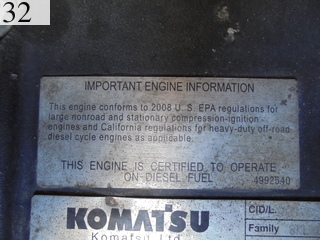 32
IMPORTANT ENGINE INFORMATION
This engine conforms to 2008 U. S. EPA regulations for
large nonroad and stationary compression-ignition
engines and California regulations for heavy-duty off-road
diesel cycle engines as applicable.
THIS ENGINE IS CERTIFIED TO OPERATE
ON DIESEL FUEL
4992540
KOMATSU
Komatsu Ltd
C/D/L.
Family